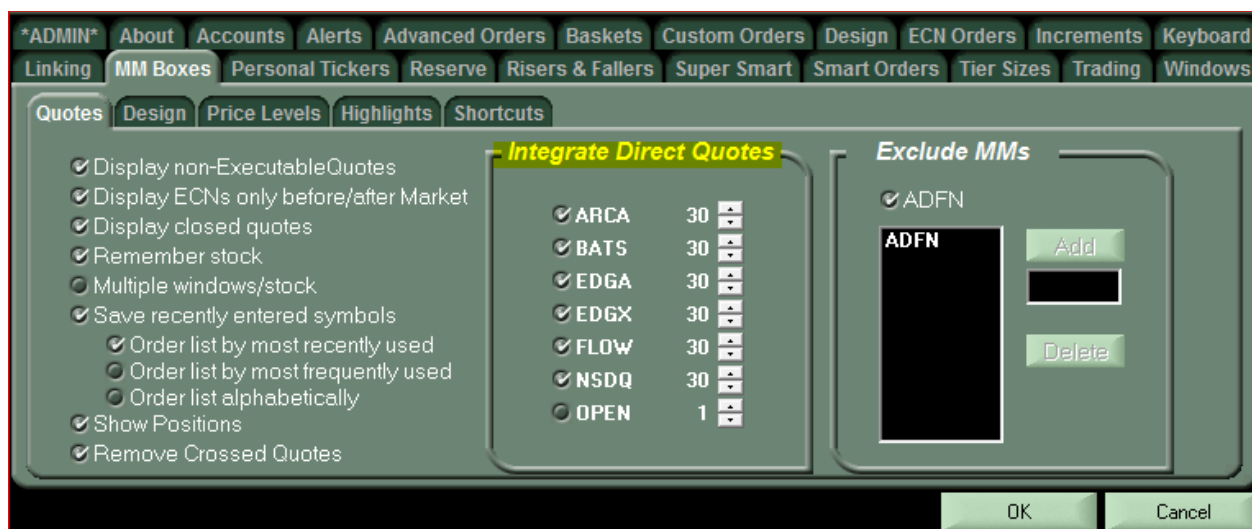 *ADMIN* About Accounts Alerts Advanced Orders Baskets Custom Orders Design ECN Orders Increments Keyboard
Linking MM Boxes Personal Tickers Reserve Risers & Fallers Super Smart Smart Orders Tier Sizes Trading Windows
Quotes Design Price Levels Highlights Shortcuts
Display non-ExecutableQuotes
Display ECNs only before/after Market
Display closed quotes
Remember stock
Multiple windows/stock
Save recently entered symbols
Order list by most recently used
Order list by most frequently used
Order list alphabetically
Show Positions
Remove Crossed Quotes
Integrate Direct Quotes
ARCA 30
BATS 30
EDGA 30
EDGX 30
FLOW 30
NSDQ 30
OPEN 1
Exclude MMs
ADFN
ADFN
Add
Delete
OK Cancel